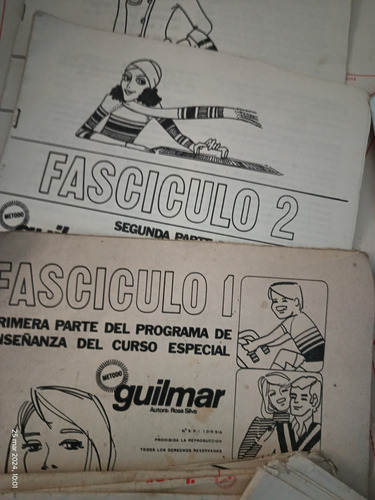 FASCICULO 2
METODO
SEGUNDA PARTE
FASCICULO 1
PRIMERA PARTE DEL PROGRAMA DE
ENSEÑANZA DEL CURSO ESPECIAL
METODO
guilmar
Autora: Rosa Silva
PROHIBIDA LA REPRODUCCION
TODOS LOS DERECHOS RESERVADOS